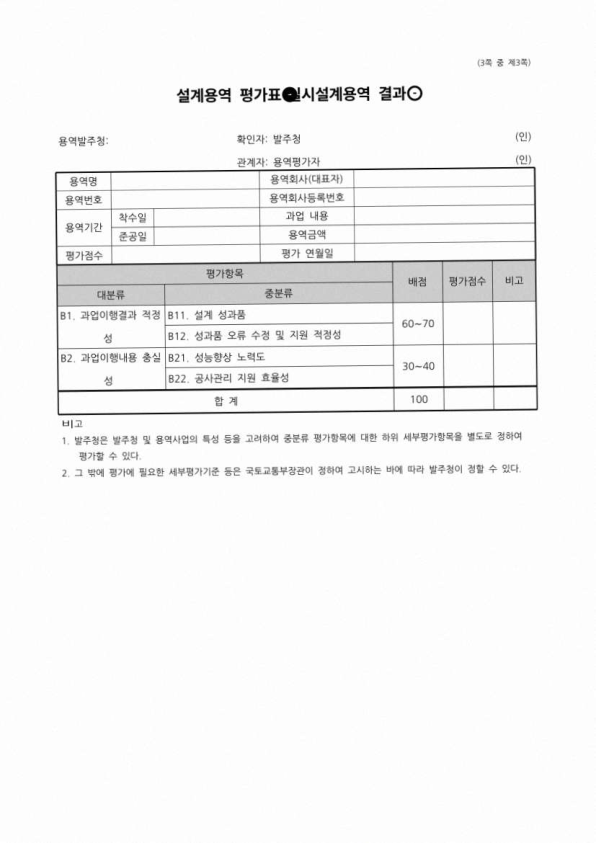 (3쪽 중 제3쪽)
설계용역 평가표 실시설계용역 결과
용역발주청:
확인자: 발주청 (인)
관계자: 용역평가자 (인)
용역명 용역회사(대표자)
용역번호 용역회사등록번호
용역기간 착수일 과업 내용
준공일 용역금액
평가점수 평가 연월일
평가항목 배점 평가점수 비고
대분류 중분류
B1. 과업이행결과 적정성 B11. 설계 성과품 60~70
B12. 성과품 오류 수정 및 지원 적정성
B2. 과업이행내용 충실성 B21. 성능향상 노력도 30~40
B22. 공사관리 지원 효율성
합 계 100
비고
1. 발주청은 발주청 및 용역사업의 특성 등을 고려하여 중분류 평가항목에 대한 하위 세부평가항목을 별도로 정하여
평가할 수 있다.
2. 그 밖에 평가에 필요한 세부평가기준 등은 국토교통부장관이 정하여 고시하는 바에 따라 발주청이 정할 수 있다.